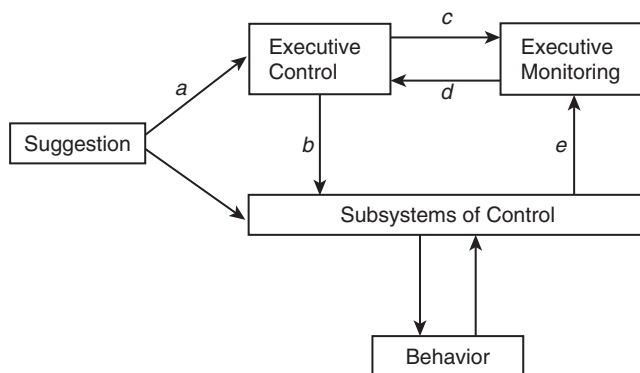 c
Executive
Control
Executive
Monitoring
a
d
Suggestion
b
e
Subsystems of Control
Behavior